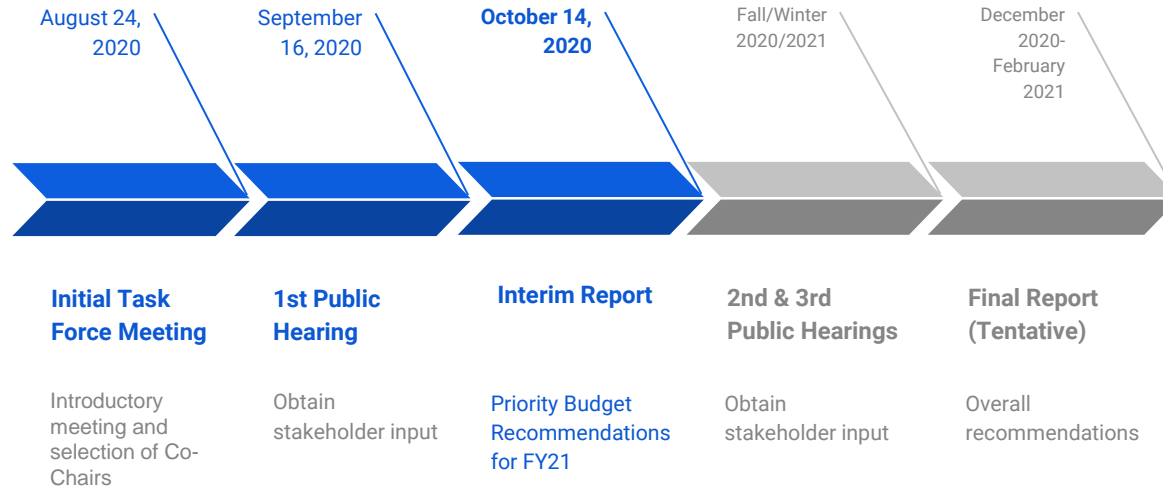 August 24,
2020
September
16, 2020
October 14,
2020
Fall/Winter
2020/2021
December
2020-
February
2021
Initial Task
Force Meeting
1st Public
Hearing
Interim Report
2nd & 3rd
Public Hearings
Final Report
(Tentative)
Introductory
meeting and
selection of Co-
Chairs
Obtain
stakeholder input
Priority Budget
Recommendations
for FY21
Obtain
stakeholder input
Overall
recommendations